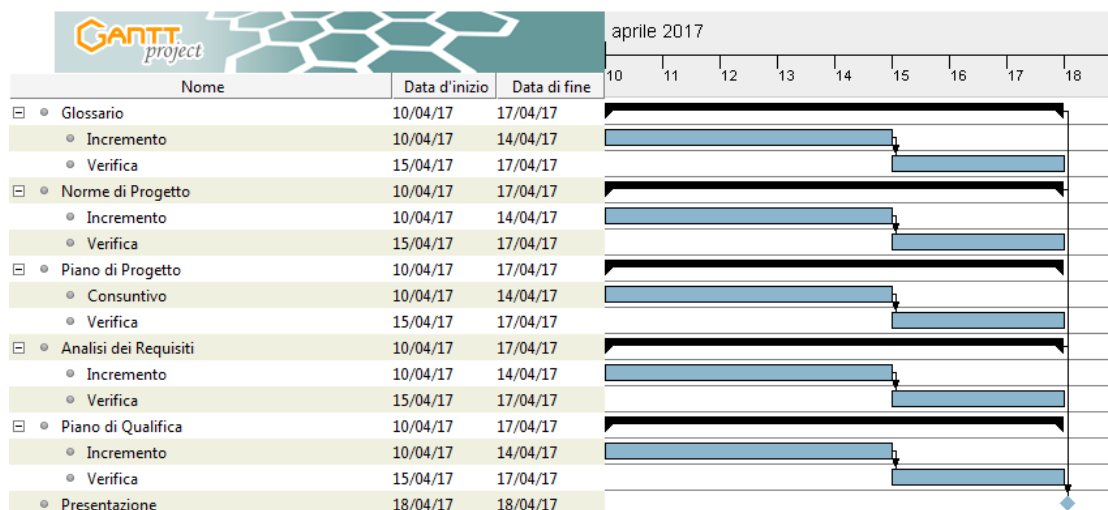 GANTT project
aprile 2017
Nome Data d'inizio Data di fine 10 11 12 13 14 15 16 17 18
Glossario 10/04/17 17/04/17
Incremento 10/04/17 14/04/17
Verifica 15/04/17 17/04/17
Norme di Progetto 10/04/17 17/04/17
Incremento 10/04/17 14/04/17
Verifica 15/04/17 17/04/17
Piano di Progetto 10/04/17 17/04/17
Consuntivo 10/04/17 14/04/17
Verifica 15/04/17 17/04/17
Analisi dei Requisiti 10/04/17 17/04/17
Incremento 10/04/17 14/04/17
Verifica 15/04/17 17/04/17
Piano di Qualifica 10/04/17 17/04/17
Incremento 10/04/17 14/04/17
Verifica 15/04/17 17/04/17
Presentazione 18/04/17 18/04/17